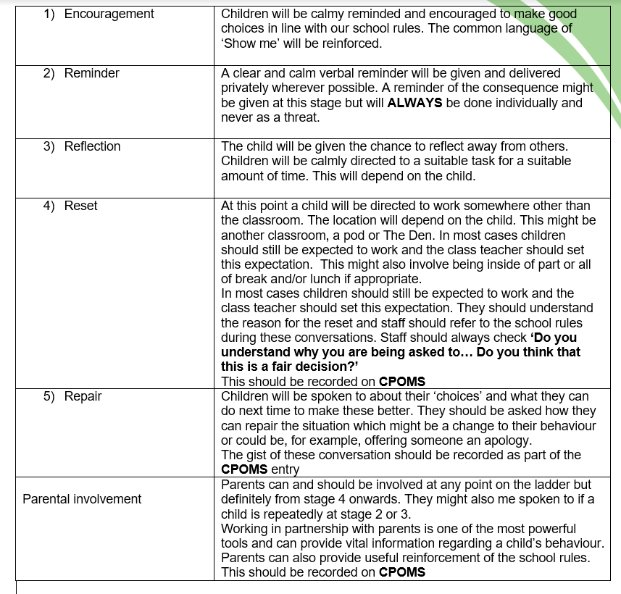 1) Encouragement
Children will be calmy reminded and encouraged to make good
choices in line with our school rules. The common language of
'Show me' will be reinforced.
2) Reminder
A clear and calm verbal reminder will be given and delivered
privately wherever possible. A reminder of the consequence might
be given at this stage but will ALWAYS be done individually and
never as a threat.
3) Reflection
The child will be given the chance to reflect away from others.
Children will be calmly directed to a suitable task for a suitable
amount of time. This will depend on the child.
4) Reset
At this point a child will be directed to work somewhere other than
the classroom. The location will depend on the child. This might be
another classroom, a pod or The Den. In most cases children
should still be expected to work and the class teacher should set
this expectation.  This might also involve being inside of part or all
of break and/or lunch if appropriate.
In most cases children should still be expected to work and the
class teacher should set this expectation. They should understand
the reason for the reset and staff should refer to the school rules
during these conversations. Staff should always check 'Do you
understand why you are being asked to... Do you think that
this is a fair decision?'
This should be recorded on CPOMS
5) Repair
Children will be spoken to about their 'choices' and what they can
do next time to make these better. They should be asked how they
can repair the situation which might be a change to their behaviour
or could be, for example, offering someone an apology.
The gist of these conversation should be recorded as part of the
CPOMS entry
Parental involvement
Parents can and should be involved at any point on the ladder but
definitely from stage 4 onwards. They might also me spoken to if a
child is repeatedly at stage 2 or 3.
Working in partnership with parents is one of the most powerful
tools and can provide vital information regarding a child's behaviour.
Parents can also provide useful reinforcement of the school rules.
This should be recorded on CPOMS